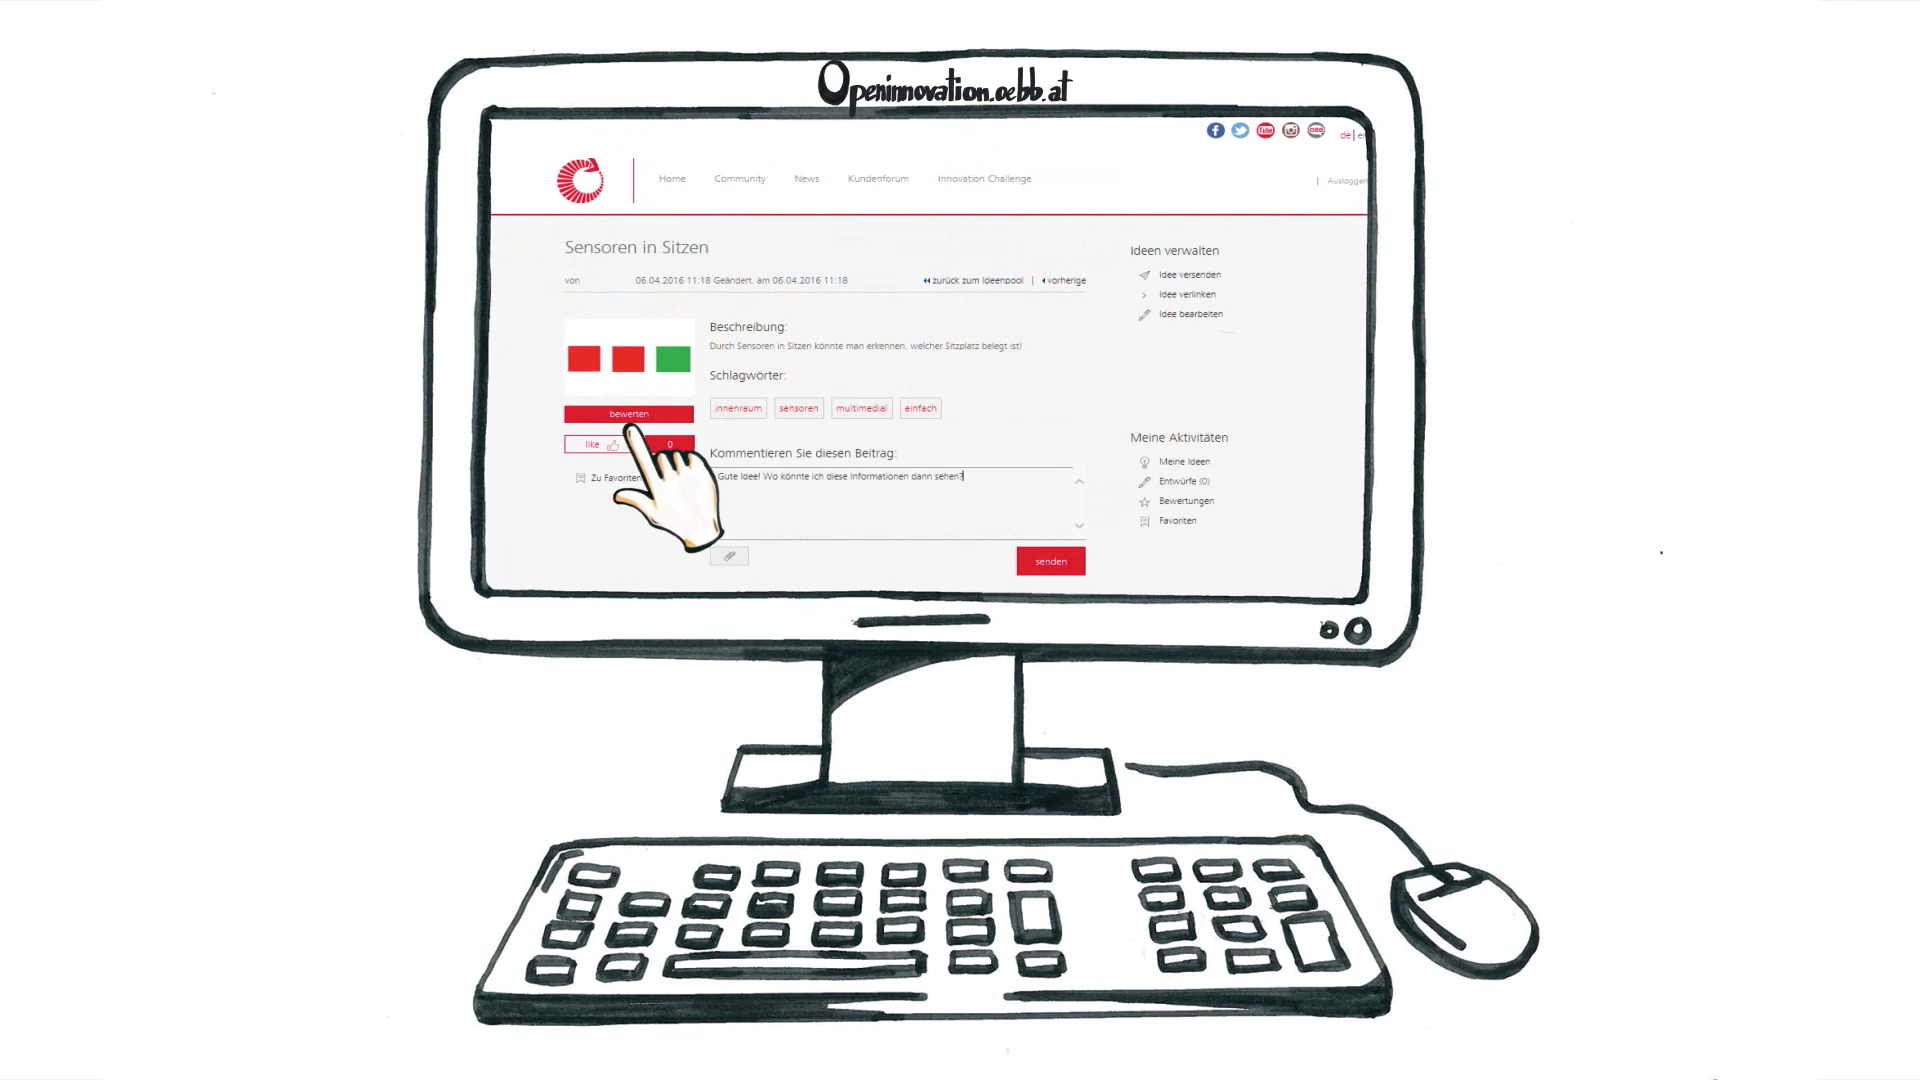 Openinnovation.oebb.at
Tube
ÖBB
de |
Home Community News Kundenforum Innovation Challenge
| Ausloggen
Sensoren in Sitzen
von 06.04.2016 11:18 Geändert, am 06.04.2016 11:18 zurück zum Ideenpool | vorherige
Beschreibung:
Durch Sensoren in Sitzen könnte man erkennen, welcher Sitzplatz belegt ist!
Schlagwörter:
innenraum sensoren multimedial einfach
bewerten
like 0
Zu Favoriten
Kommentieren Sie diesen Beitrag:
Gute Idee! Wo könnte ich diese Informationen dann sehen?
senden
Ideen verwalten
Idee versenden
Idee verlinken
Idee bearbeiten
Meine Aktivitäten
Meine Ideen
Entwürfe (0)
Bewertungen
Favoriten